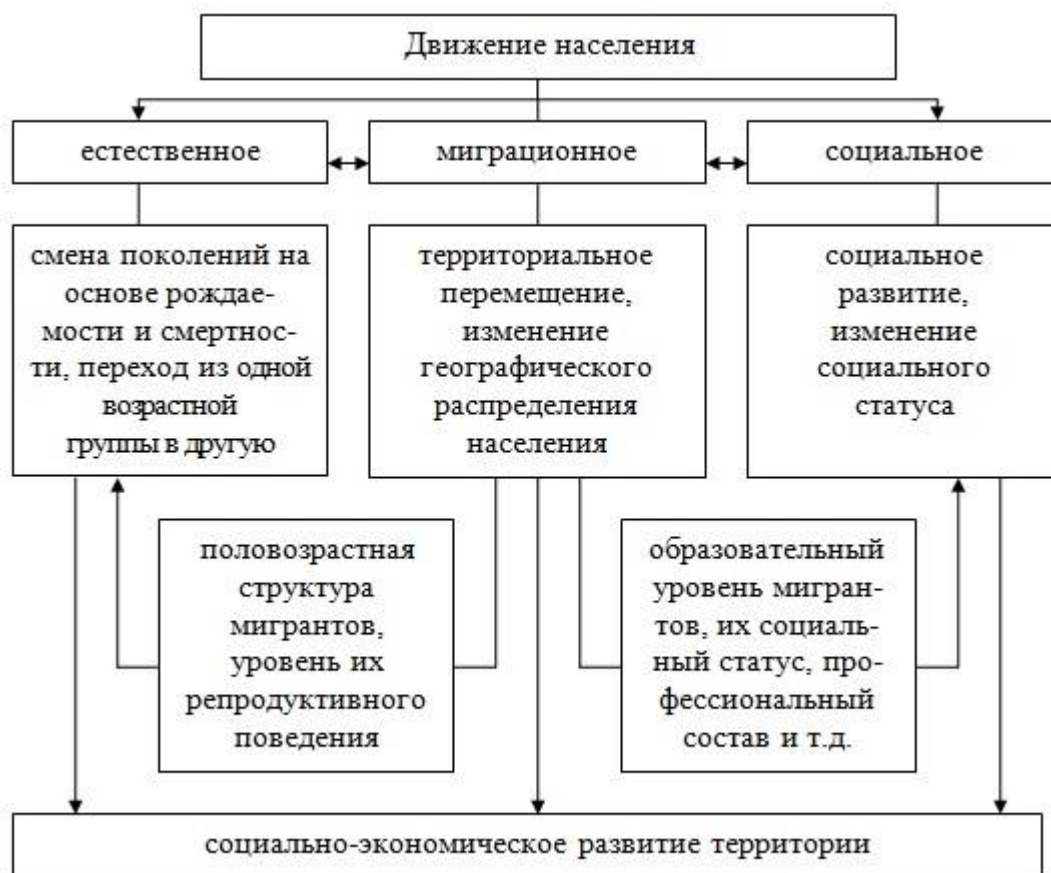 Движение населения
естественное
миграционное
социальное
смена поколений на
основе рождае-
мости и смертнос-
ти, переход из одной
возрастной
группы в другую
территориальное
перемещение,
изменение
географического
распределения
населения
социальное
развитие,
изменение
социального
статуса
половозрастная
структура
мигрантов,
уровень их
репродуктивного
поведения
образовательный
уровень мигран-
тов, их социаль-
ный статус, про-
фессиональный
состав и т.д.
социально-экономическое развитие территории